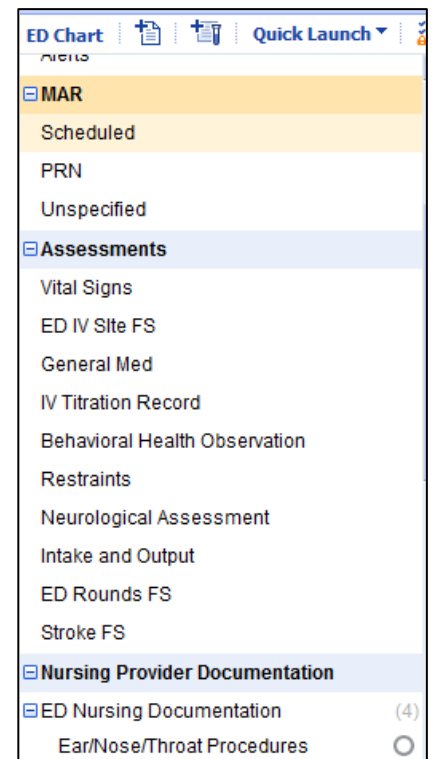 ED Chart Quick Launch
Alerts
MAR
Scheduled
PRN
Unspecified
Assessments
Vital Signs
ED IV SIte FS
General Med
IV Titration Record
Behavioral Health Observation
Restraints
Neurological Assessment
Intake and Output
ED Rounds FS
Stroke FS
Nursing Provider Documentation
ED Nursing Documentation (4)
Ear/Nose/Throat Procedures